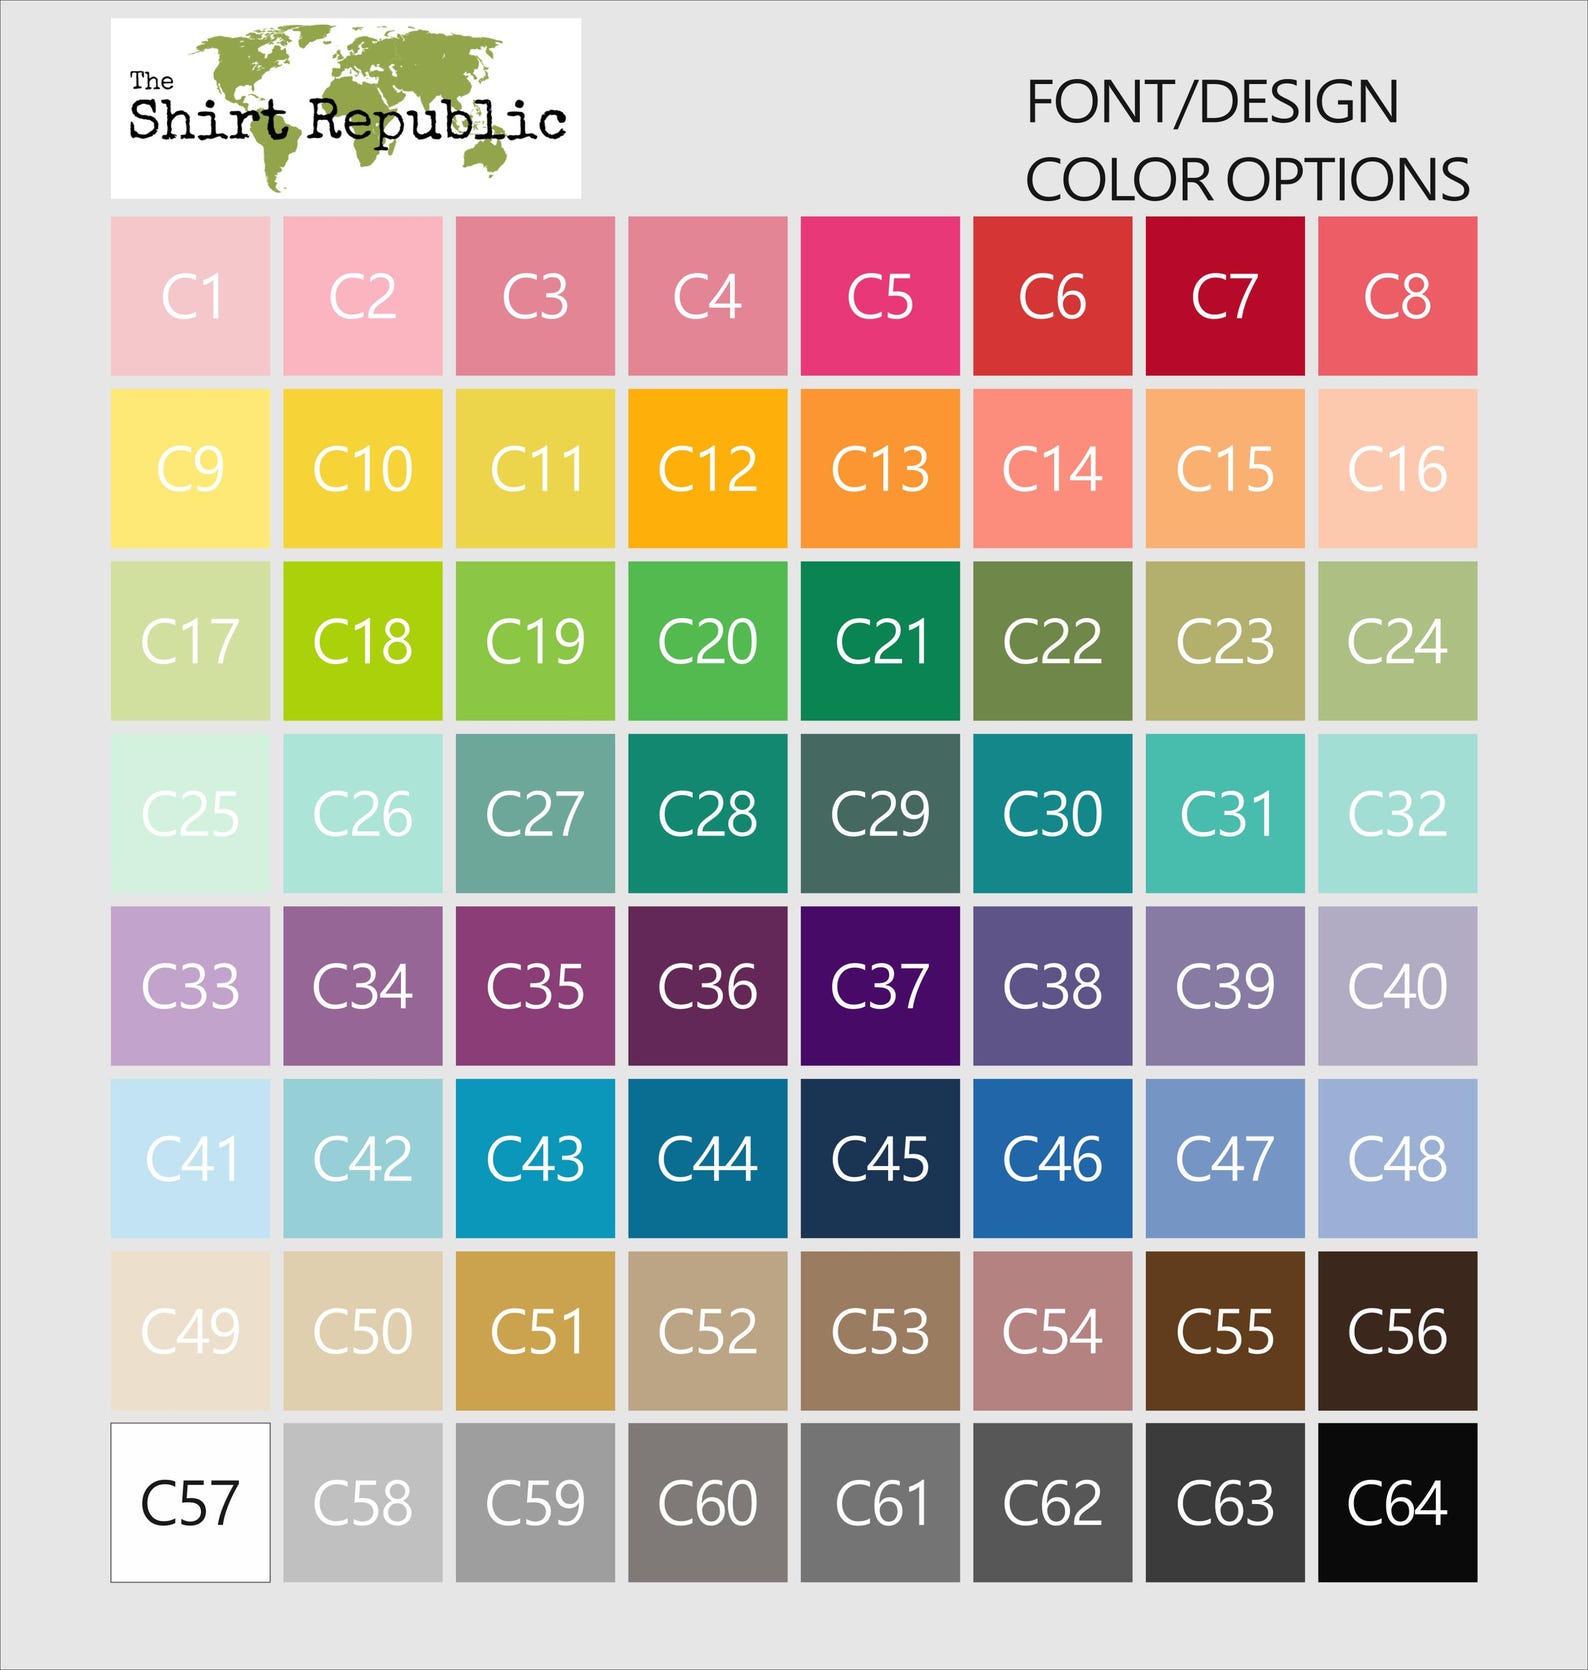 The
Shirt Republic
FONT/DESIGN
COLOR OPTIONS
C1 C2 C3 C4 C5 C6 C7 C8
C9 C10 C11 C12 C13 C14 C15 C16
C17 C18 C19 C20 C21 C22 C23 C24
C25 C26 C27 C28 C29 C30 C31 C32
C33 C34 C35 C36 C37 C38 C39 C40
C41 C42 C43 C44 C45 C46 C47 C48
C49 C50 C51 C52 C53 C54 C55 C56
C57 C58 C59 C60 C61 C62 C63 C64